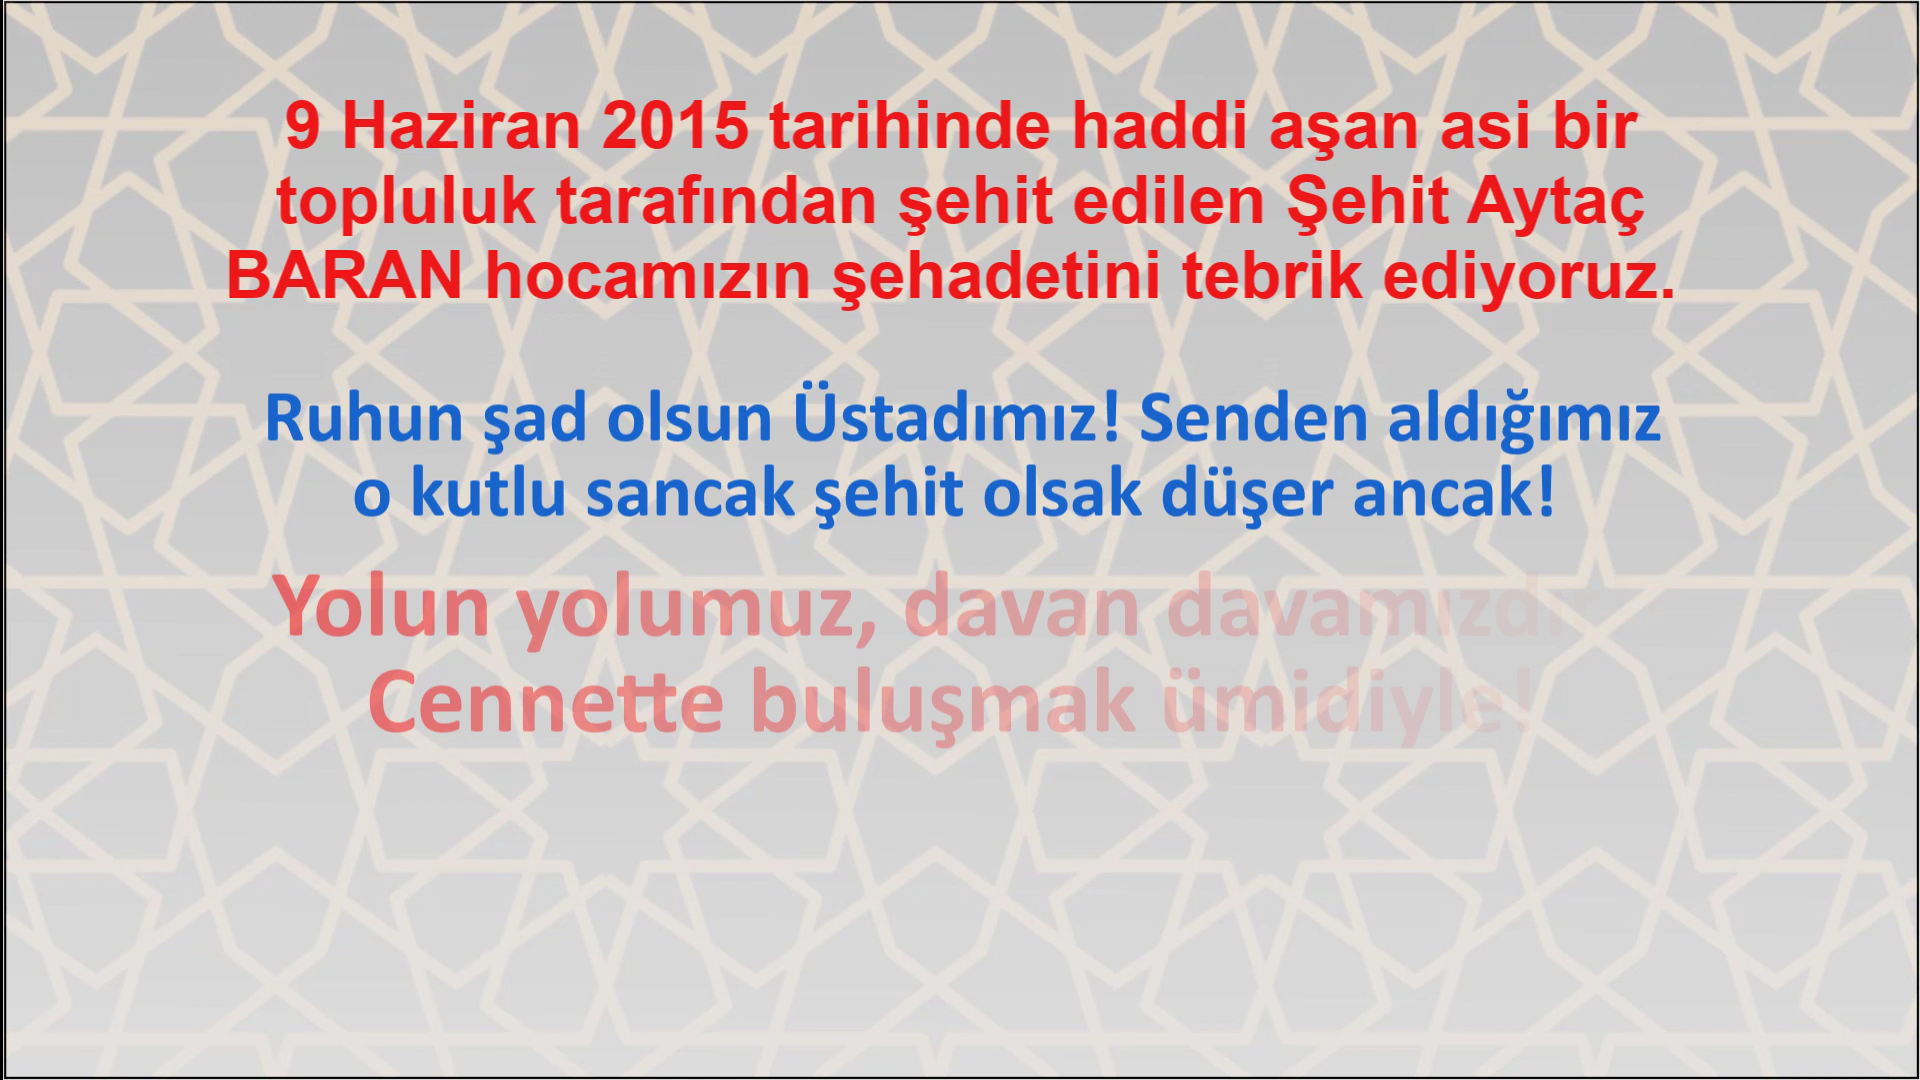 9 Haziran 2015 tarihinde haddi aşan asi bir
topluluk tarafından şehit edilen Şehit Aytaç
BARAN hocamızın şehadetini tebrik ediyoruz.
Ruhun şad olsun Üstadımız! Senden aldığımız
o kutlu sancak şehit olsak düşer ancak!
Yolun yolumuz, davan
Cennette buluşmak ümidiyle!